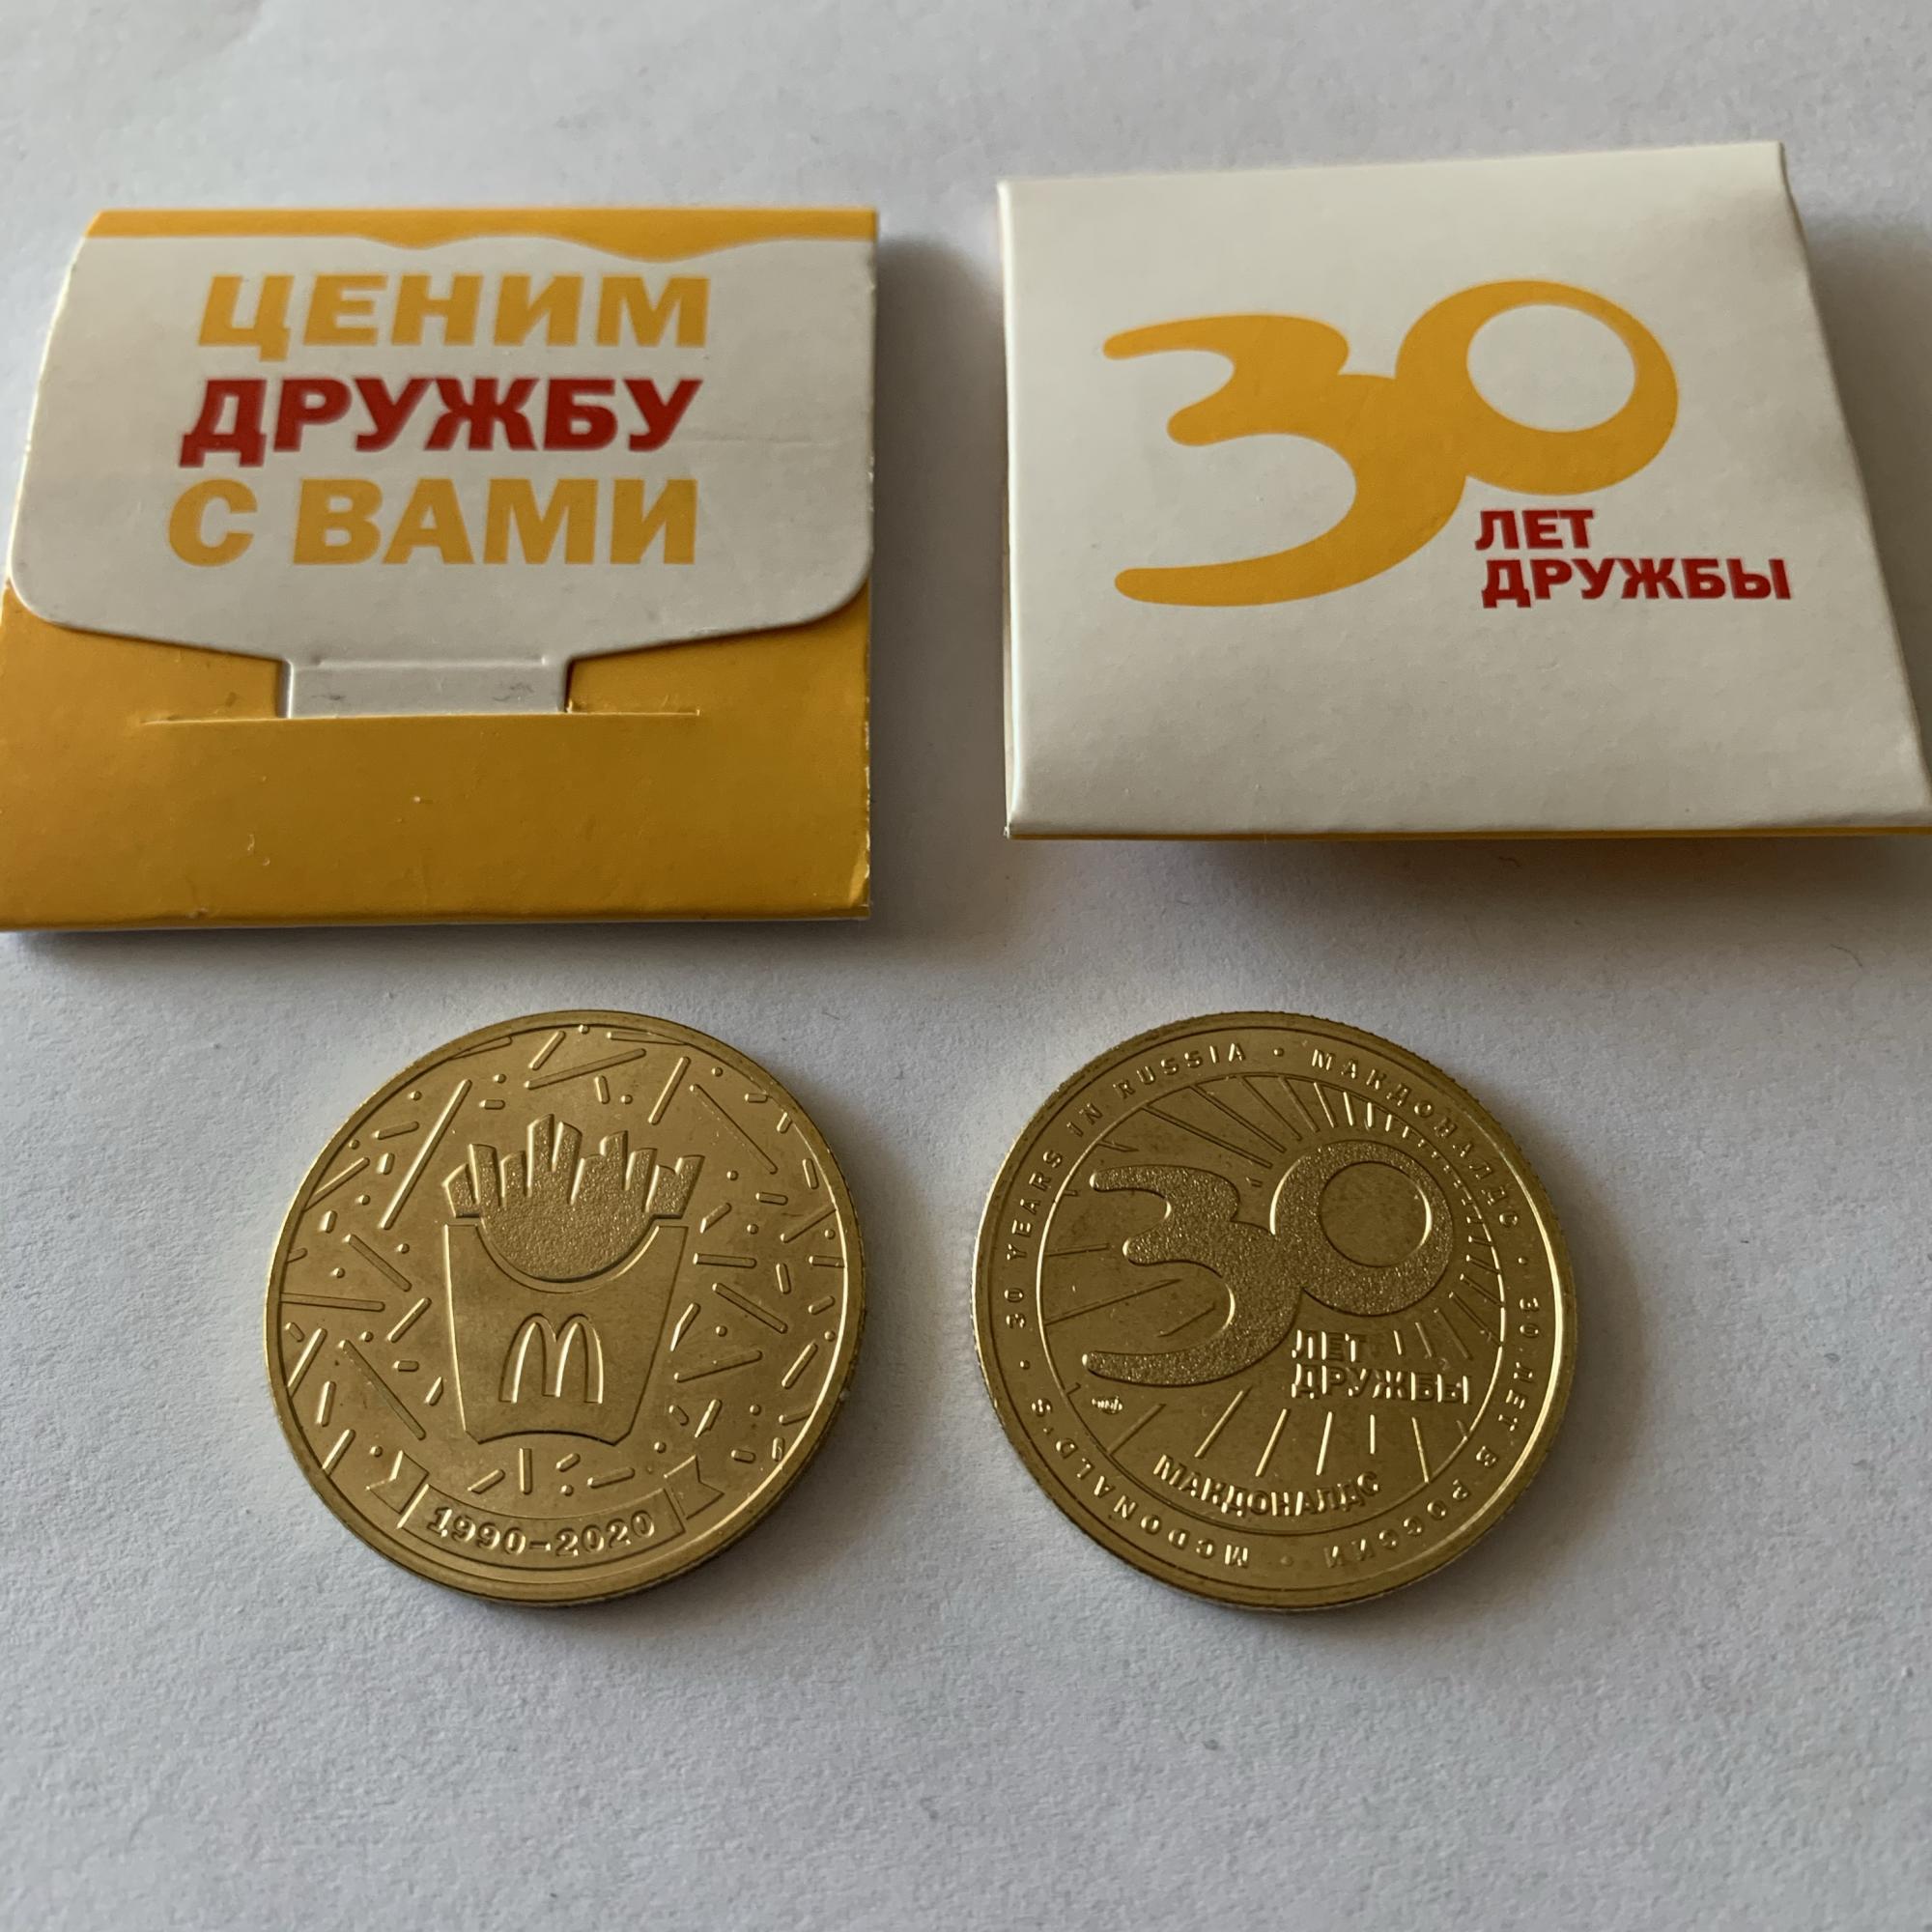 ЦЕНИМ
ДРУЖБУ
С ВАМИ
30
ЛЕТ
ДРУЖБЫ
1990-2020
McDONALD'S • 30 YEARS IN RUSSIA • МАКДОНАЛДС • 30 ЛЕТ В РОССИИ •
30
ЛЕТ
ДРУЖБЫ
МАКДОНАЛДС